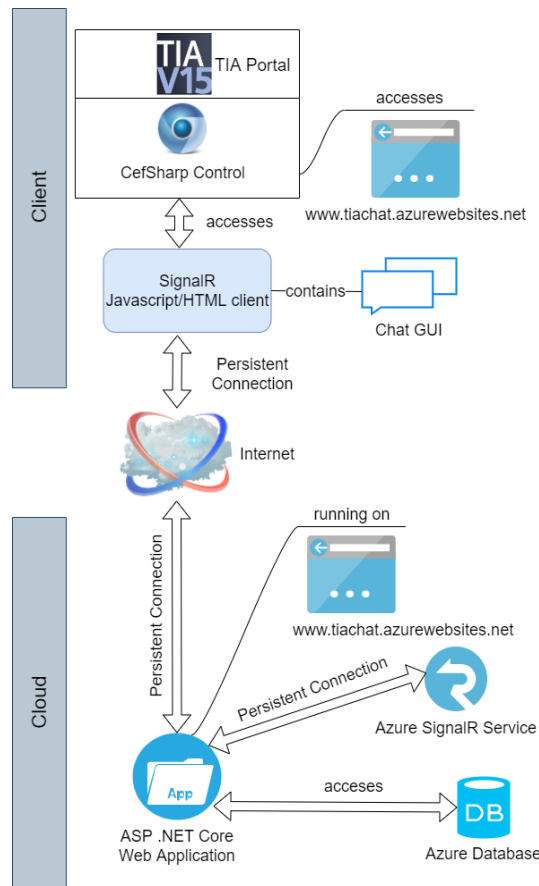 TIA
V15
TIA Portal
CefSharp Control
accesses
www.tiachat.azurewebsites.net
Client
accesses
SignalR
Javascript/HTML client
contains
Chat GUI
Persistent
Connection
Internet
Cloud
running on
www.tiachat.azurewebsites.net
Persistent Connection
Persistent Connection
Azure SignalR Service
App
ASP .NET Core
Web Application
acceses
DB
Azure Database